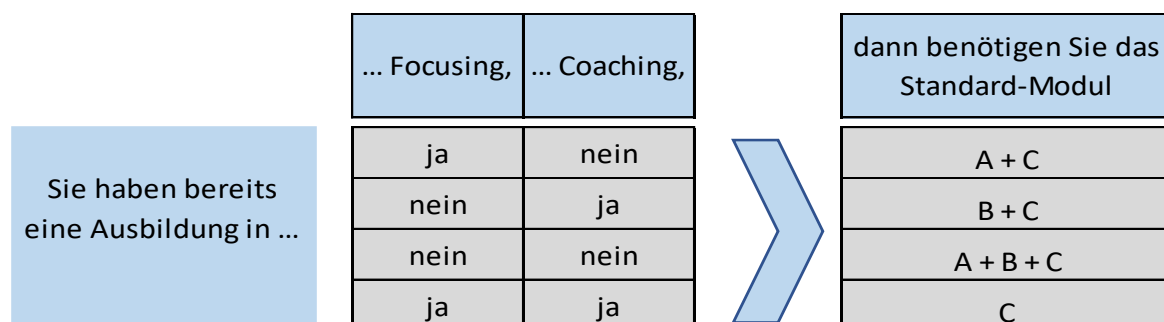 ... Focusing, ... Coaching, dann benötigen Sie das
Standard-Modul
Sie haben bereits
eine Ausbildung in ...
ja nein A + C
nein ja B + C
nein nein A + B + C
ja ja C